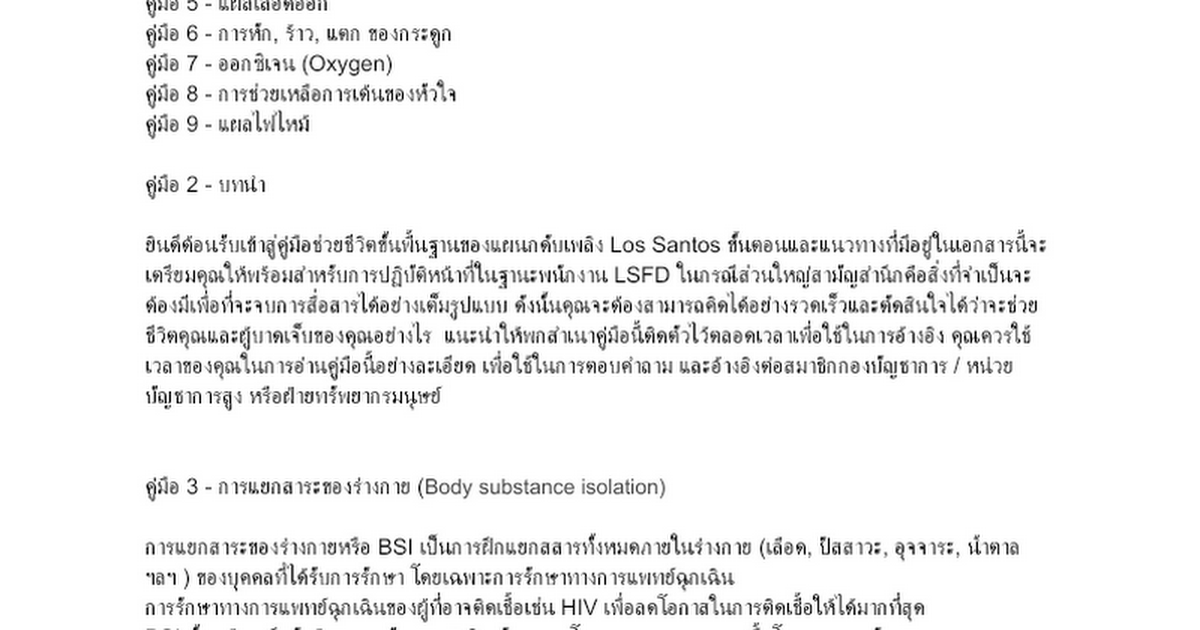 คู่มือ 5 - แผลเลือดออก
คู่มือ 6 - การหัก, ร้าว, แตก ของกระดูก
คู่มือ 7 - ออกซิเจน (Oxygen)
คู่มือ 8 - การช่วยเหลือการเต้นของหัวใจ
คู่มือ 9 - แผลไฟไหม้
คู่มือ 2 - บทนำ
ยินดีต้อนรับเข้าสู่คู่มือช่วยชีวิตขั้นพื้นฐานของแผนกดับเพลิง Los Santos ขั้นตอนและแนวทางที่มีอยู่ในเอกสารนี้จะ
เตรียมคุณให้พร้อมสำหรับการปฏิบัติหน้าที่ในฐานะพนักงาน LSFD ในกรณีส่วนใหญ่สามัญสำนึกคือสิ่งที่จำเป็นจะ
ต้องมีเพื่อที่จะจบการสื่อสารได้อย่างเต็มรูปแบบ ดังนั้นคุณจะต้องสามารถคิดได้อย่างรวดเร็วและตัดสินใจได้ว่าจะช่วย
ชีวิตคุณและผู้บาดเจ็บของคุณอย่างไร แนะนำให้พกสำเนาคู่มือนี้ติดตัวไว้ตลอดเวลาเพื่อใช้ในการอ้างอิง คุณควรใช้
เวลาของคุณในการอ่านคู่มือนี้อย่างละเอียด เพื่อใช้ในการตอบคำถาม และอ้างอิงต่อสมาชิกกองบัญชาการ / หน่วย
บัญชาการสูง หรือฝ่ายทรัพยากรมนุษย์
คู่มือ 3 - การแยกสาระของร่างกาย (Body substance isolation)
การแยกสาระของร่างกายหรือ BSI เป็นการฝึกแยกสสารทั้งหมดภายในร่างกาย (เลือด, ปัสสาวะ, อุจจาระ, น้ำตาล
ฯลฯ ) ของบุคคลที่ได้รับการรักษา โดยเฉพาะการรักษาทางการแพทย์ฉุกเฉิน
การรักษาทางการแพทย์ฉุกเฉินของผู้ที่อาจติดเชื้อเช่น HIV เพื่อลดโอกาสในการติดเชื้อให้ได้มากที่สุด